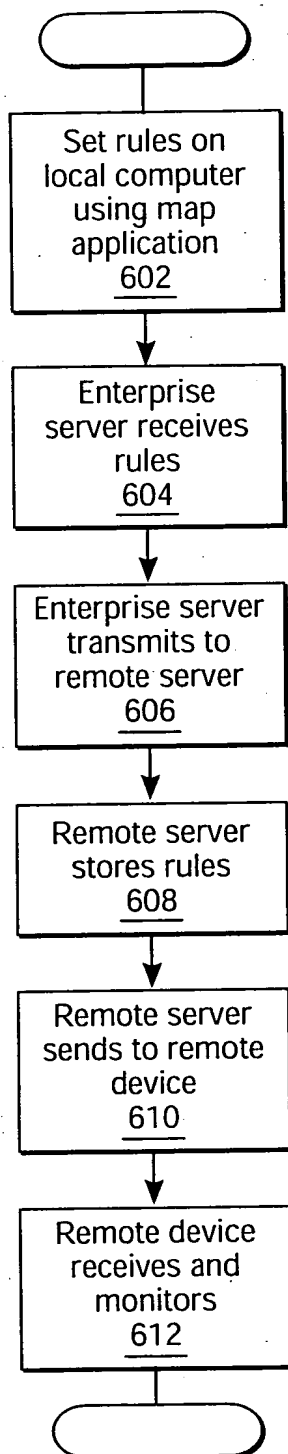 Set rules on
local computer
using map
application
602
Enterprise
server receives
rules
604
Enterprise server
transmits to
remote server
606
Remote server
stores rules
608
Remote server
sends to remote
device
610
Remote device
receives and
monitors
612